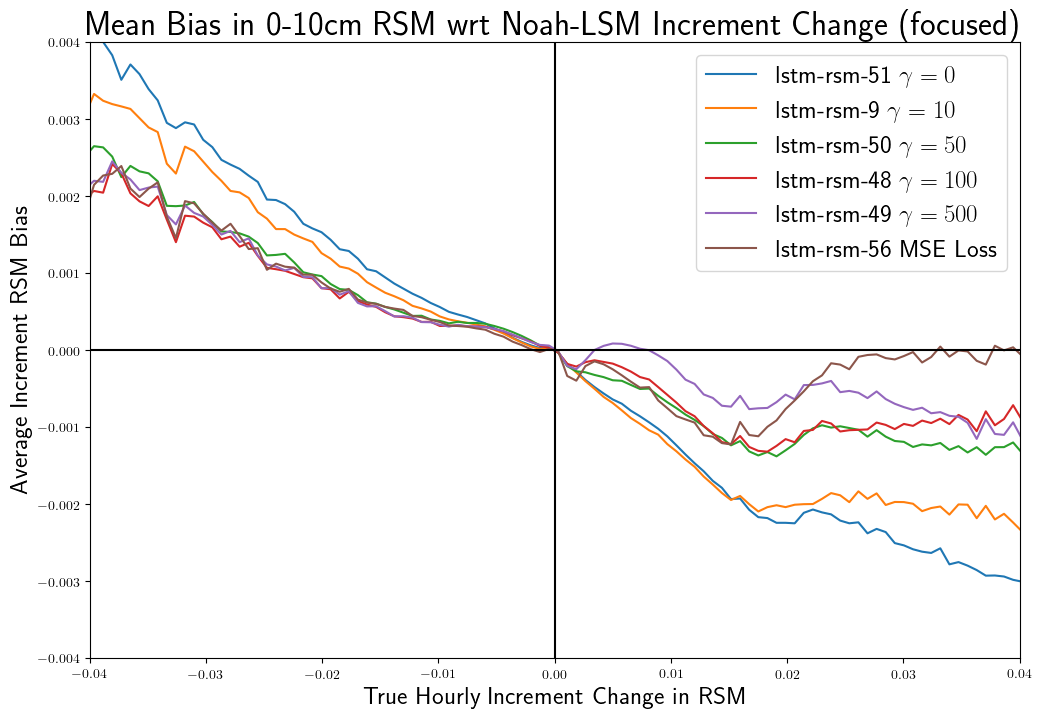 Mean Bias in 0-10cm RSM wrt Noah-LSM Increment Change (focused)
lstm-rsm-51 γ = 0
lstm-rsm-9 γ = 10
lstm-rsm-50 γ = 50
lstm-rsm-48 γ = 100
lstm-rsm-49 γ = 500
lstm-rsm-56 MSE Loss
Average Increment RSM Bias
0.004
0.003
0.002
0.001
0.000
−0.001
−0.002
−0.003
−0.004
−0.04
−0.03
−0.02
−0.01
0.00
0.01
0.02
0.03
0.04
True Hourly Increment Change in RSM